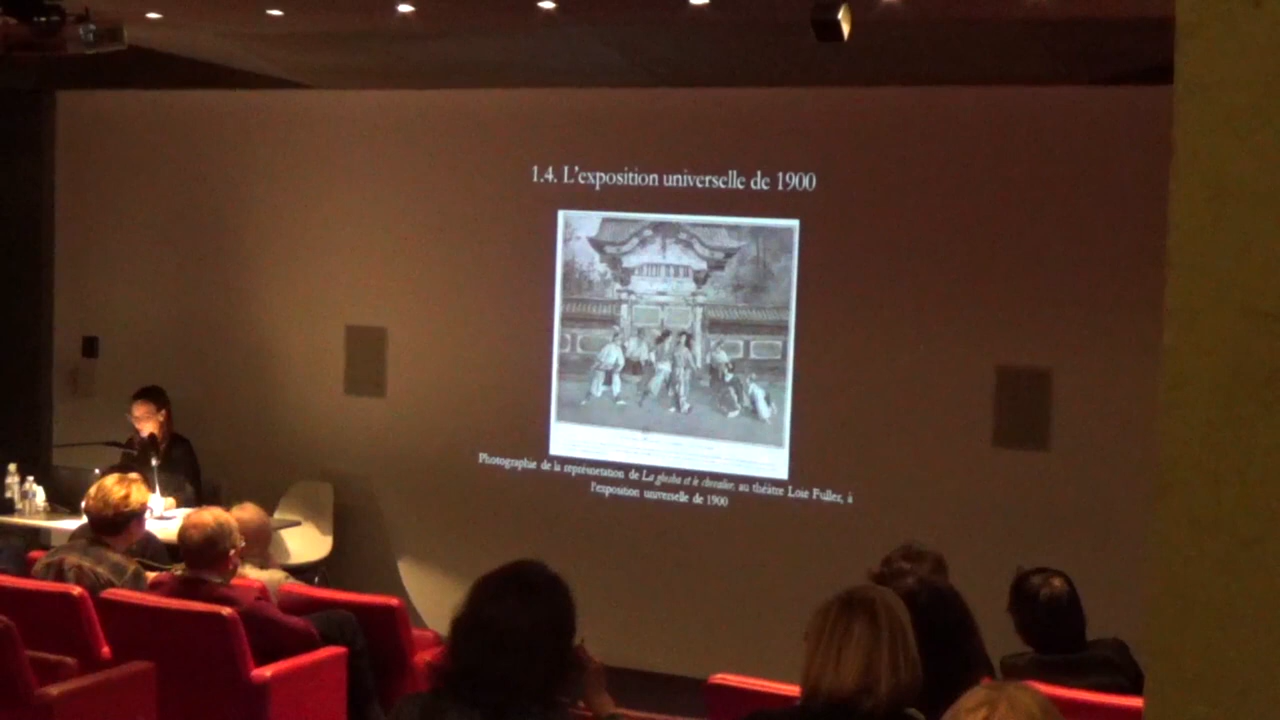 1.4. L'exposition universelle de 1900
Photographie de la représentation de La ghesha et le chevalier, au théâtre Loie Fuller, à
l'exposition universelle de 1900